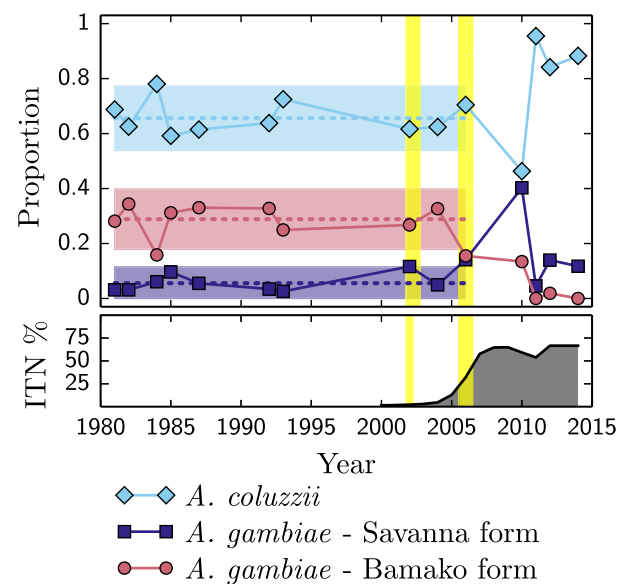 1
0.8
0.6
0.4
0.2
0
Proportion
75
50
25
ITN %
1980 1985 1990 1995 2000 2005 2010 2015
Year
A. coluzzii
A. gambiae - Savanna form
A. gambiae - Bamako form